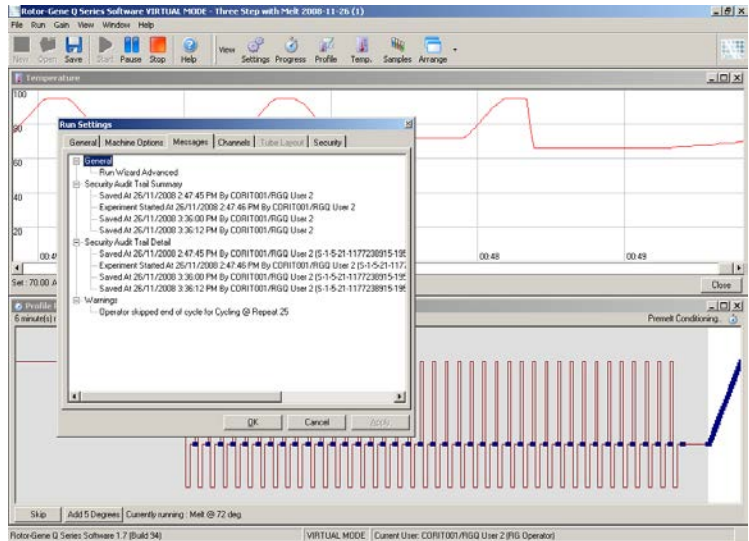 Rotor-Gene Q Series Software VIRTUAL MODE - Three Step with Melt 2008-11-26 (1)
File Run Gain View Window Help
New Open Save Start Pause Stop Help View Settings Progress Profile Temp. Samples Arrange
Temperature
100
80
60
40
20
00:48 00:49
Set : 70.00
Close
Run Settings
General Machine Options Messages Channels Tube Layout Security
General
Run Wizard Advanced
Security Audit Trail Summary
Saved At 26/11/2008 2:47:45 PM By CORIT001/RGQ User 2
Experiment Started At 26/11/2008 2:47:46 PM By CORIT001/RGQ User 2
Saved At 26/11/2008 3:36:00 PM By CORIT001/RGQ User 2
Saved At 26/11/2008 3:36:12 PM By CORIT001/RGQ User 2
Security Audit Trail Detail
Saved At 26/11/2008 2:47:45 PM By CORIT001/RGQ User 2 (S-1-5-21-1177238915-195
Experiment Started At 26/11/2008 2:47:46 PM By CORIT001/RGQ User 2 (S-1-5-21-117
Saved At 26/11/2008 3:36:00 PM By CORIT001/RGQ User 2 (S-1-5-21-1177238915-195
Saved At 26/11/2008 3:36:12 PM By CORIT001/RGQ User 2 (S-1-5-21-1177238915-195
Warnings
Operator skipped end of cycle for Cycling @ Repeat 25
OK Cancel Apply
Profile
6 minute(s)
Premelt Conditioning..
Skip Add 5 Degrees Currently running : Melt @ 72 deg.
Rotor-Gene Q Series Software 1.7 (Build 94) VIRTUAL MODE Current User: CORIT001/RGQ User 2 (RG Operator)